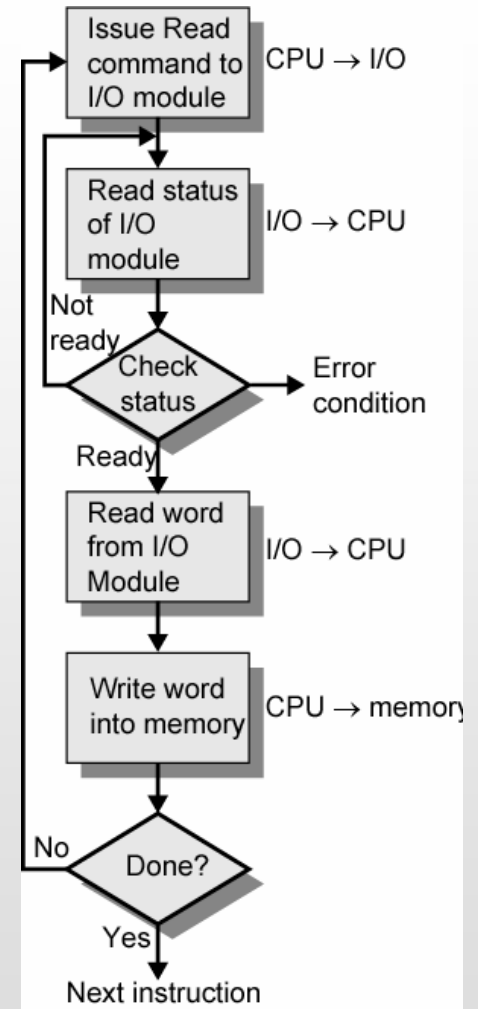 Issue Read
command to
I/O module
CPU → I/O
Read status
of I/O
module
I/O → CPU
Not
ready
Check
status
Error
condition
Ready
Read word
from I/O
Module
I/O → CPU
Write word
into memory
CPU → memory
No
Done?
Yes
Next instruction